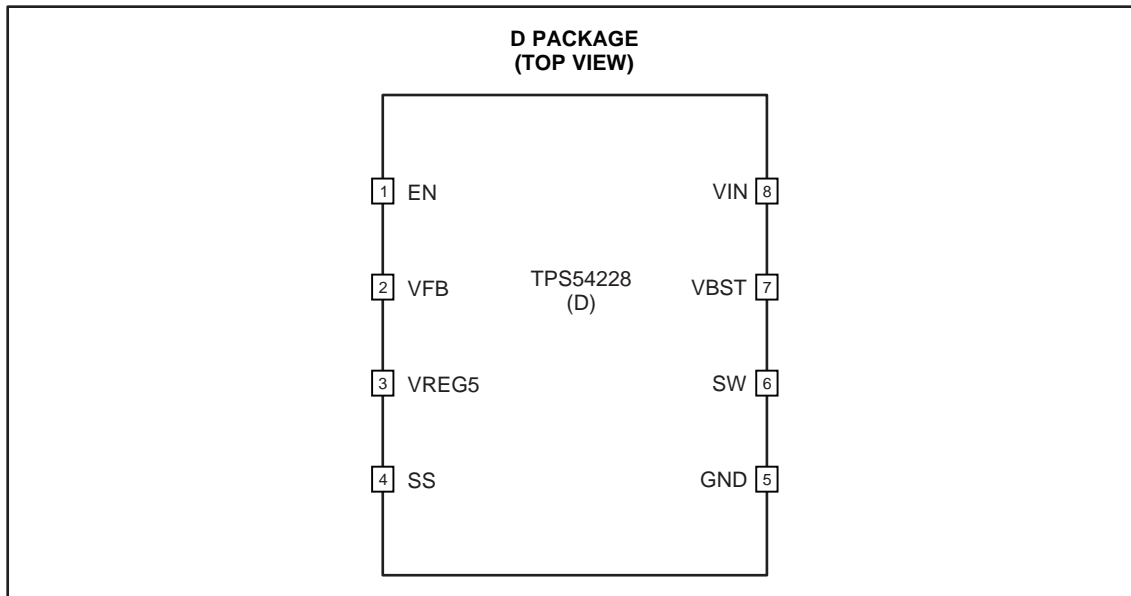 D PACKAGE
(TOP VIEW)
1 EN
VIN 8
2 VFB
TPS54228
(D)
VBST 7
3 VREG5
SW 6
4 SS
GND 5